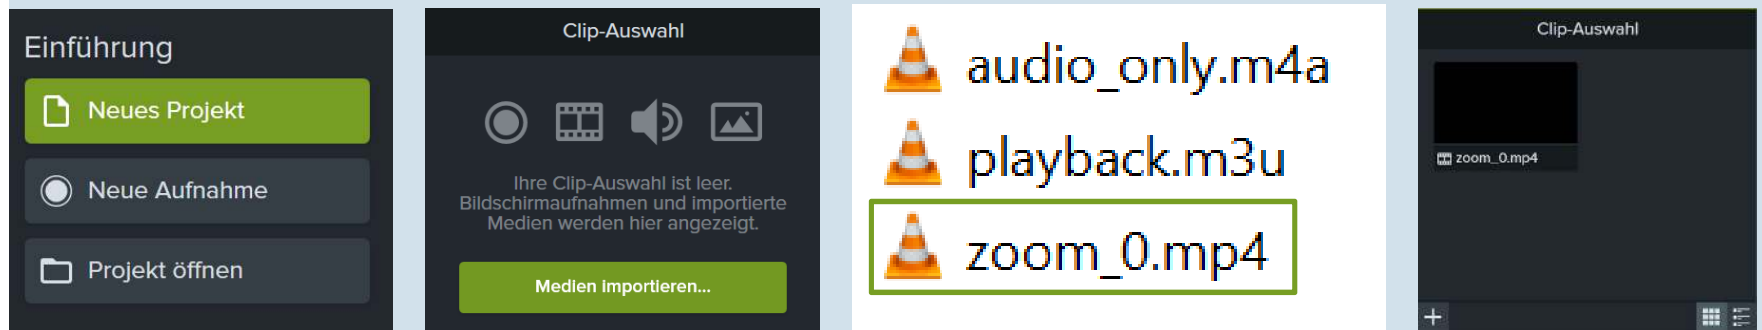 Einführung
Neues Projekt
Neue Aufnahme
Projekt öffnen
Clip-Auswahl
Ihre Clip-Auswahl ist leer.
Bildschirmaufnahmen und importierte
Medien werden hier angezeigt.
Medien importieren...
audio_only.m4a
playback.m3u
zoom_0.mp4
Clip-Auswahl
zoom_0.mp4